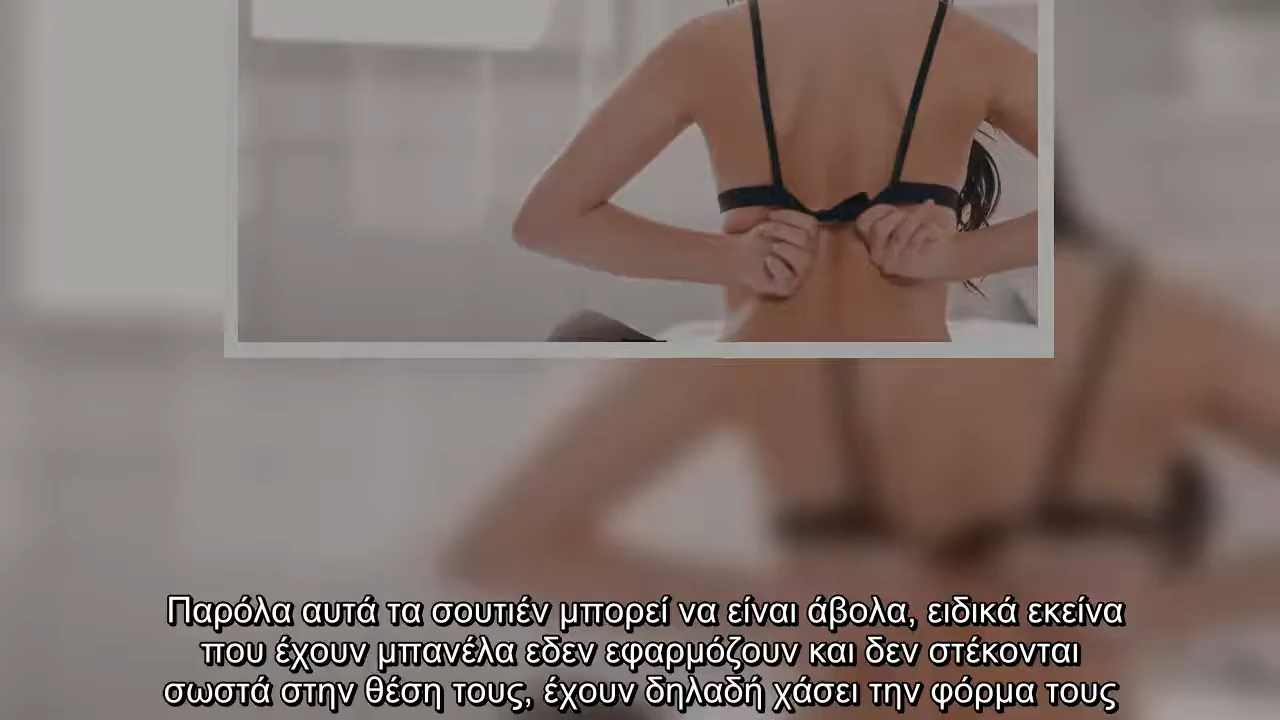 Παρόλα αυτά τα σουτιέν μπορεί να είναι άβολα, ειδικά εκείνα
που έχουν μπανέλα εδεν εφαρμόζουν και δεν στέκονται
σωστά στην θέση τους, έχουν δηλαδή χάσει την φόρμα τους